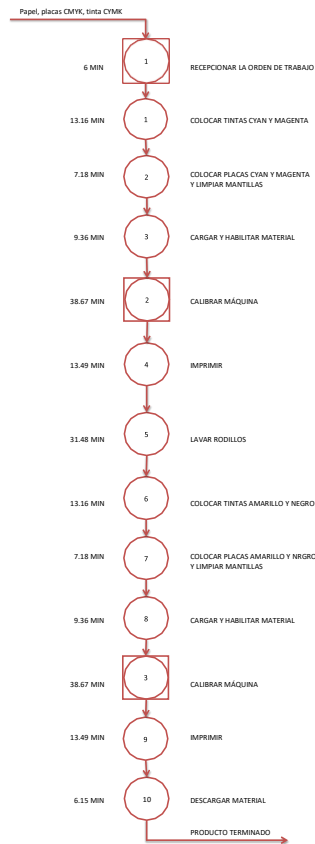 Papel, placas CMYK, tinta CYMK
6 MIN 1 RECEPCIONAR LA ORDEN DE TRABAJO
13.16 MIN 1 COLOCAR TINTAS CYAN Y MAGENTA
7.18 MIN 2 COLOCAR PLACAS CYAN Y MAGENTA
Y LIMPIAR MANTILLAS
9.36 MIN 3 CARGAR Y HABILITAR MATERIAL
38.67 MIN 2 CALIBRAR MÁQUINA
13.49 MIN 4 IMPRIMIR
31.48 MIN 5 LAVAR RODILLOS
13.16 MIN 6 COLOCAR TINTAS AMARILLO Y NEGRO
7.18 MIN 7 COLOCAR PLACAS AMARILLO Y NRGRO
Y LIMPIAR MANTILLAS
9.36 MIN 8 CARGAR Y HABILITAR MATERIAL
38.67 MIN 3 CALIBRAR MÁQUINA
13.49 MIN 9 IMPRIMIR
6.15 MIN 10 DESCARGAR MATERIAL
PRODUCTO TERMINADO